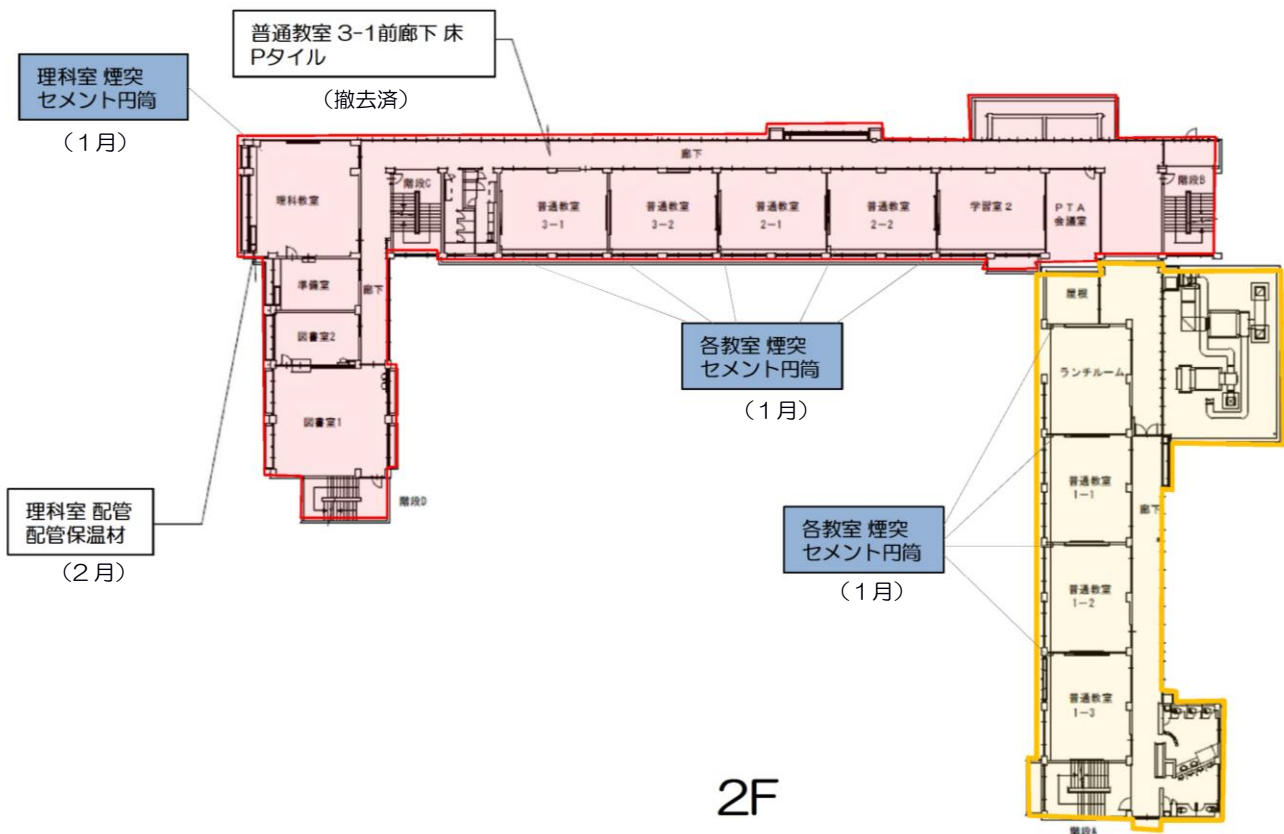 普通教室 3-1前廊下 床
Pタイル
（撤去済）
理科室 煙突
セメント円筒
（１月）
廊下
階段C
階段B
理科教室
普通教室
3-1
普通教室
3-2
普通教室
2-1
普通教室
2-2
学習室２
ＰＴＡ
会議室
準備室
廊下
図書室2
図書室1
階段D
屋根
ランチルーム
各教室 煙突
セメント円筒
（１月）
理科室 配管
配管保温材
（２月）
普通教室
1-1
廊下
各教室 煙突
セメント円筒
（１月）
普通教室
1-2
普通教室
1-3
階段A
2F